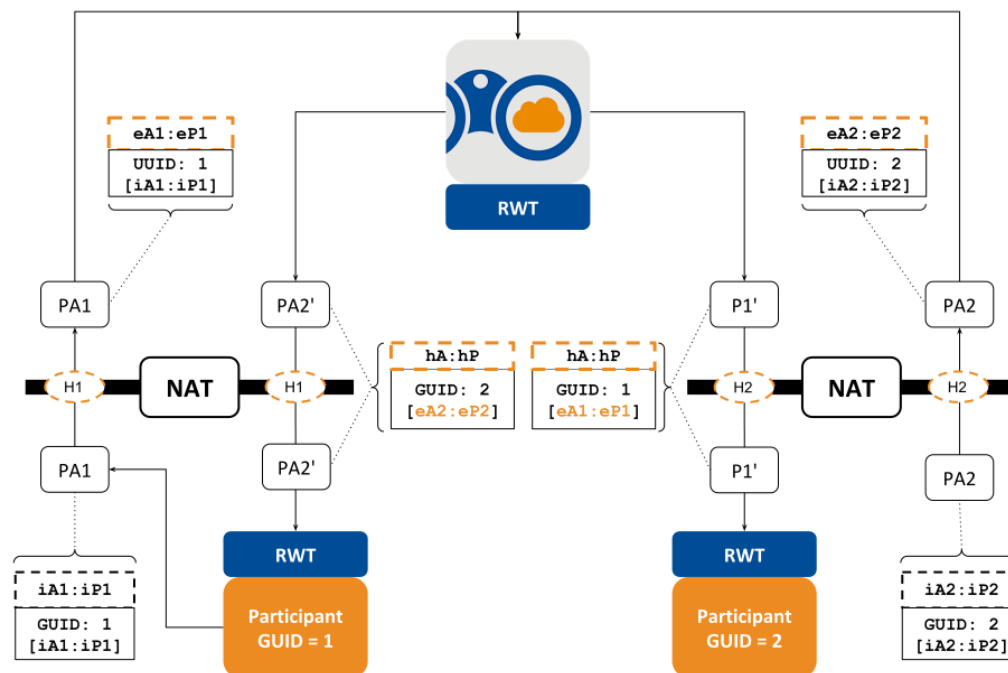 eA1:eP1
UUID: 1
[iA1:iP1]
RWT
eA2:eP2
UUID: 2
[iA2:iP2]
PA1
PA2'
P1'
PA2
hA:hP
GUID: 2
[eA2:eP2]
hA:hP
GUID: 1
[eA1:eP1]
H1
NAT
H1
H2
NAT
H2
PA1
PA2'
P1'
PA2
RWT
RWT
iA1:iP1
GUID: 1
[iA1:iP1]
Participant
GUID = 1
Participant
GUID = 2
iA2:iP2
GUID: 2
[iA2:iP2]